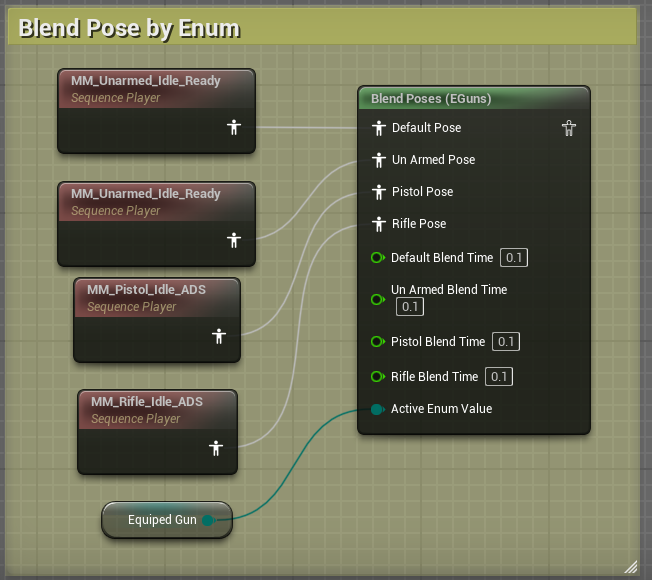 Blend Pose by Enum
MM_Unarmed_Idle_Ready
Sequence Player
MM_Unarmed_Idle_Ready
Sequence Player
MM_Pistol_Idle_ADS
Sequence Player
MM_Rifle_Idle_ADS
Sequence Player
Equiped Gun
Blend Poses (EGuns)
Default Pose
Un Armed Pose
Pistol Pose
Rifle Pose
Default Blend Time 0.1
Un Armed Blend Time
0.1
Pistol Blend Time 0.1
Rifle Blend Time 0.1
Active Enum Value